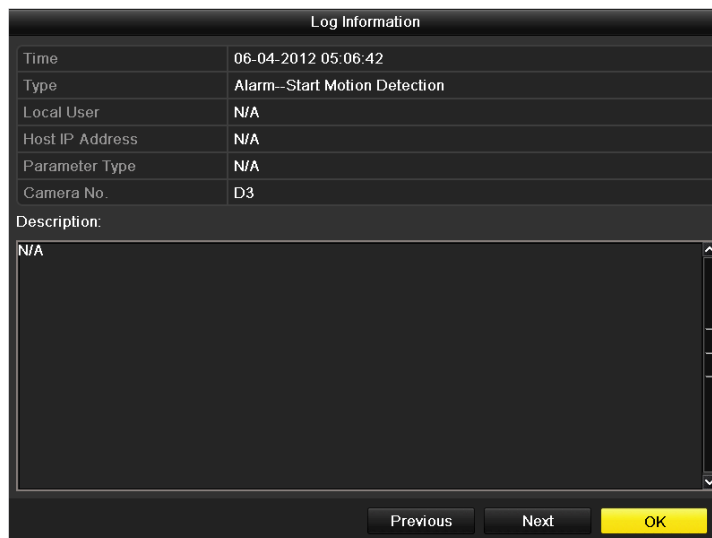 Log Information
Time 06-04-2012 05:06:42
Type Alarm--Start Motion Detection
Local User N/A
Host IP Address N/A
Parameter Type N/A
Camera No. D3
Description:
N/A
Previous Next OK